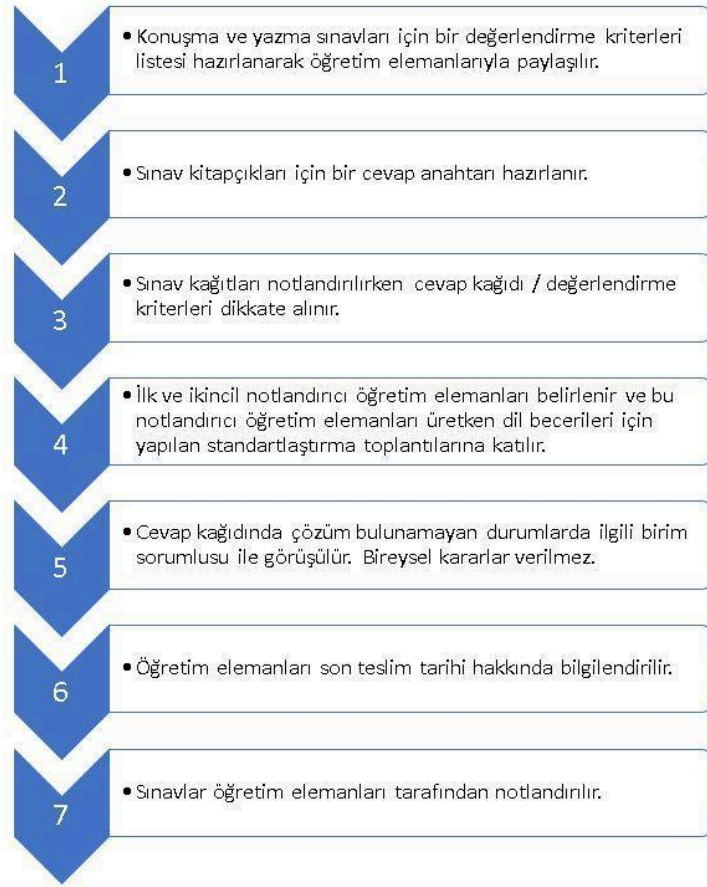 1
• Konuşma ve yazma sınavları için bir değerlendirme kriterleri
listesi hazırlanarak öğretim elemanlarıyla paylaşılır.
2
• Sınav kitapçıkları için bir cevap anahtarı hazırlanır.
3
• Sınav kağıtları notlandırılırken cevap kağıdı / değerlendirme
kriterleri dikkate alınır.
4
• İlk ve ikincil notlandırıcı öğretim elemanları belirlenir ve bu
notlandırıcı öğretim elemanları üretken dil becerileri için
yapılan standartlaştırma toplantılarına katılır.
5
• Cevap kağıdında çözüm bulunamayan durumlarda ilgili birim
sorumlusu ile görüşülür. Bireysel kararlar verilmez.
6
• Öğretim elemanları son teslim tarihi hakkında bilgilendirilir.
7
• Sınavlar öğretim elemanları tarafından notlandırılır.